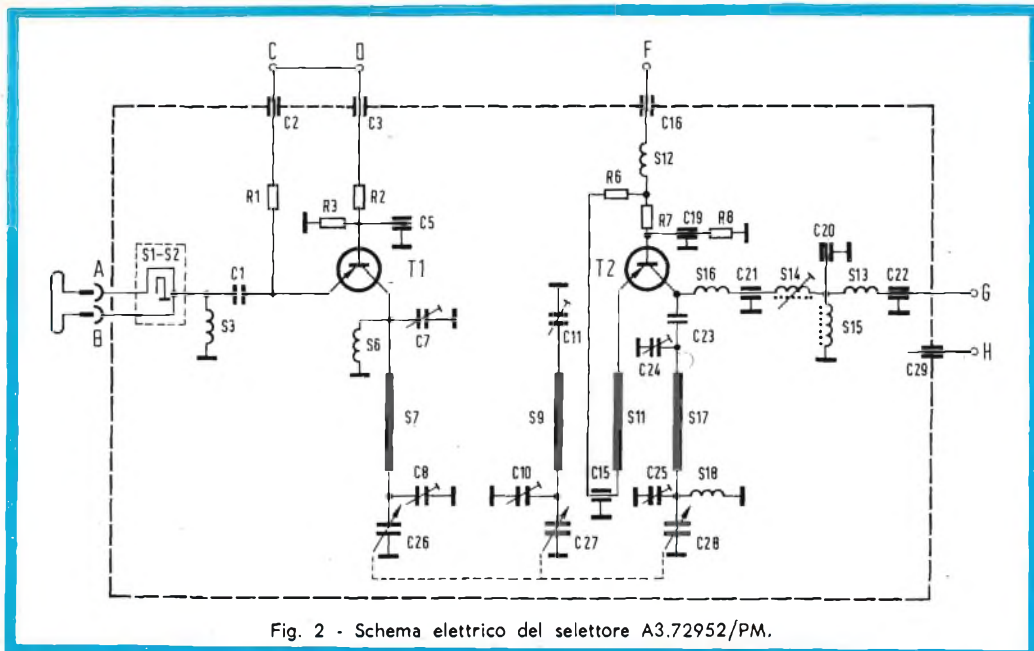 C D F
C2 C3 C16
S12
R1 R3 R2 C5 R6 R7 C19 R8 C20
S1-S2 A B C1 S3 T1 T2
S16 C21 S14 S13 C22 G
S15
H
C29
S6 C7 C11 C23
C24
S7 S9 S11 S17
C8 C10 C15 C25 S18
C26 C27 C28
Fig. 2 - Schema elettrico del selettore A3.72952/PM.